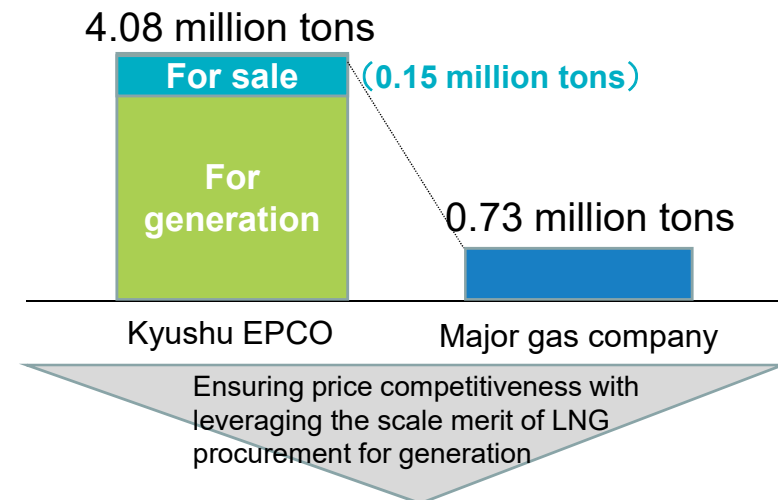 4.08 million tons
For sale
（0.15 million tons）
For
generation
0.73 million tons
Kyushu EPCO
Major gas company
Ensuring price competitiveness with
leveraging the scale merit of LNG
procurement for generation